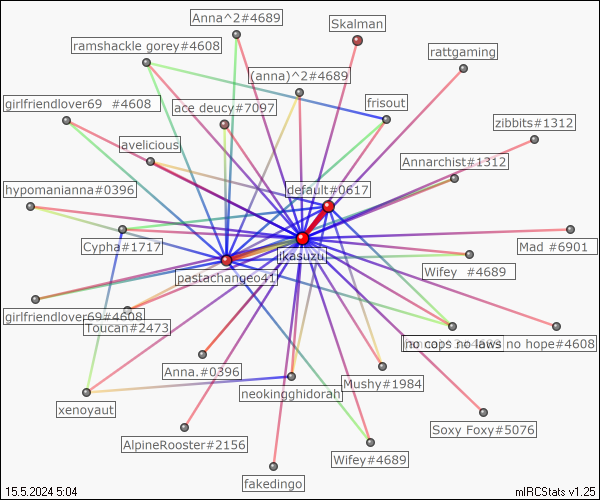 Anna^2#4689
Skalman
ramshackle gorey#4608
rattgaming
(anna)^2#4689
girlfriendlover69 #4608
ace deucy#7097
frisout
zibbits#1312
avelicious
Annarchist#1312
hypomanianna#0396
default#0617
Cypha#1717
Mad #6901
ikasuzu
Wifey #4689
pastachangeo41
girlfriendlover69#4608
Toucan#2473
no cops no laws no hope#4608
Anna.#0396
Mushy#1984
neokingghidorah
xenoyaut
Soxy Foxy#5076
AlpineRooster#2156
Wifey#4689
fakedingo
15.5.2024 5:04
mIRCStats v1.25